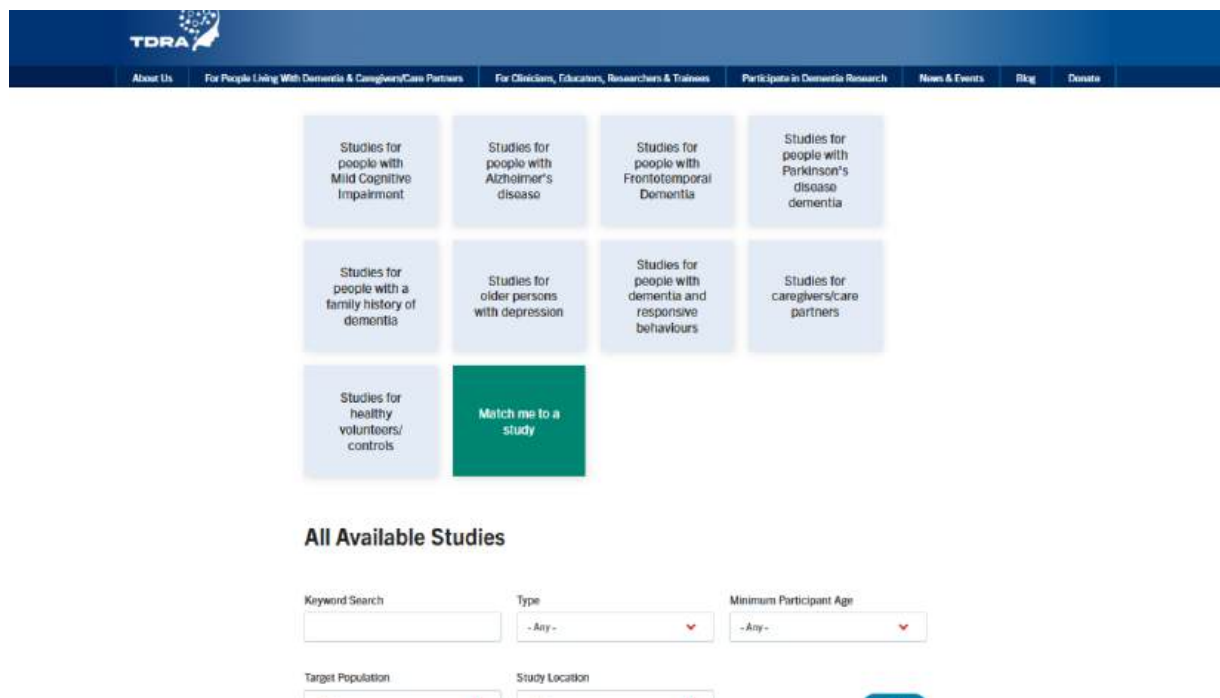 TDRA
About Us For People Living With Dementia & Caregivers/Care Partners For Clinicians, Educators, Researchers & Trainees Participate in Dementia Research News & Events Blog Donate
Studies for
people with
Mild Cognitive
Impairment
Studies for
people with
Alzheimer's
disease
Studies for
people with
Frontotemporal
Dementia
Studies for
people with
Parkinson's
disease
dementia
Studies for
people with a
family history of
dementia
Studies for
older persons
with depression
Studies for
people with
dementia and
responsive
behaviours
Studies for
caregivers/care
partners
Studies for
healthy
volunteers/
controls
Match me to a
study
All Available Studies
Keyword Search Type Minimum Participant Age
- Any - - Any -
Target Population Study Location